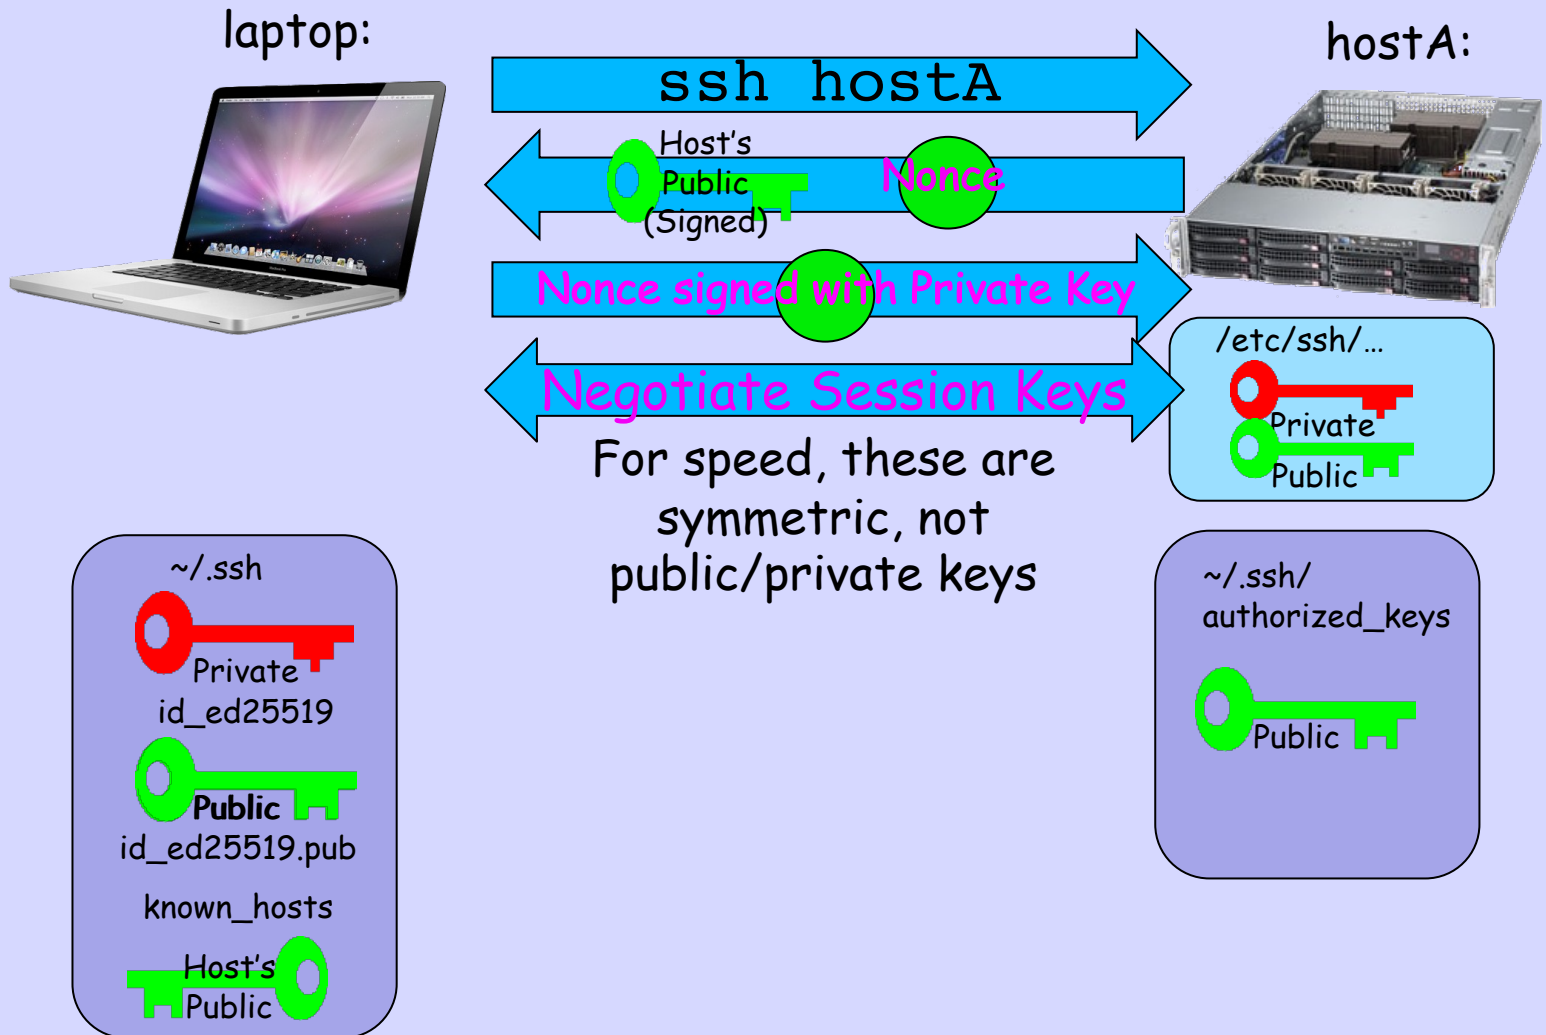 laptop:
hostA:
ssh hostA
Host's
Public
(Signed)
Nonce
Nonce signed with Private Key
Negotiate Session Keys
For speed, these are
symmetric, not
public/private keys
/etc/ssh/…
Private
Public
~/.ssh
Private
id_ed25519
Public
id_ed25519.pub
known_hosts
Host's
Public
~/.ssh/
authorized_keys
Public